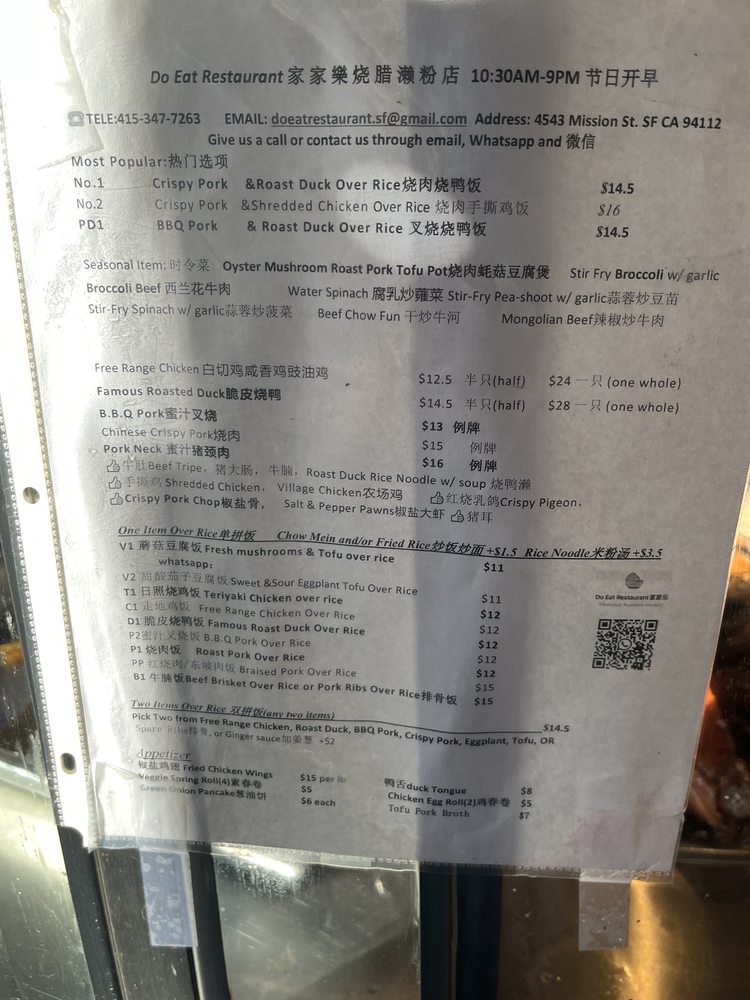 Do Eat Restaurant 家家樂烧腊濑粉店 10:30AM-9PM 节日开早
☎TELE:415-347-7263 EMAIL: doeatrestaurant.sf@gmail.com Address: 4543 Mission St. SF CA 94112
Give us a call or contact us through email, Whatsapp and 微信
Most Popular:热门选项
No.1 Crispy Pork &Roast Duck Over Rice烧肉烧鸭饭 $14.5
No.2 Crispy Pork &Shredded Chicken Over Rice 烧肉手撕鸡饭 $16
PD1 BBQ Pork & Roast Duck Over Rice 叉烧烧鸭饭 $14.5
Seasonal Item: 时令菜 Oyster Mushroom Roast Pork Tofu Pot烧肉蚝菇豆腐煲 Stir Fry Broccoli w/ garlic
Broccoli Beef 西兰花牛肉 Water Spinach 腐乳炒蕹菜 Stir-Fry Pea-shoot w/ garlic蒜蓉炒豆苗
Stir-Fry Spinach w/ garlic蒜蓉炒菠菜 Beef Chow Fun 干炒牛河 Mongolian Beef辣椒炒牛肉
Free Range Chicken 白切鸡咸香鸡豉油鸡 $12.5 半只(half) $24 一只 (one whole)
Famous Roasted Duck脆皮烧鸭 $14.5 半只(half) $28 一只 (one whole)
B.B.Q Pork蜜汁叉烧 $13 例牌
Chinese Crispy Pork烧肉 $15 例牌
Pork Neck 蜜汁猪颈肉 $16 例牌
👍牛肚Beef Tripe, 猪大肠, 牛腩, Roast Duck Rice Noodle w/ soup 烧鸭濑
👍手撕鸡 Shredded Chicken, Village Chicken农场鸡 👍红烧乳鸽Crispy Pigeon,
👍Crispy Pork Chop椒盐骨, Salt & Pepper Pawns椒盐大虾 👍猪耳
One Item Over Rice单拼饭 Chow Mein and/or Fried Rice炒饭炒面 +$1.5 Rice Noodle米粉汤 +$3.5
V1 蘑菇豆腐饭 Fresh mushrooms & Tofu over rice $11
whatsapp:
V2 甜酸茄子豆腐饭 Sweet &Sour Eggplant Tofu Over Rice $11
T1 日照烧鸡饭 Teriyaki Chicken over rice $12
C1 走地鸡饭 Free Range Chicken Over Rice $12
D1 脆皮烧鸭饭 Famous Roast Duck Over Rice $12
P2蜜汁叉烧饭 B.B.Q Pork Over Rice $12
P1 烧肉饭 Roast Pork Over Rice $12
PP 红烧肉/东坡肉饭 Braised Pork Over Rice $15
B1 牛腩饭Beef Brisket Over Rice or Pork Ribs Over Rice排骨饭 $15
Do Eat Restaurant 家家乐
Whatsapp Business Account
Two Items Over Rice 双拼饭(any two items) $14.5
Pick Two from Free Range Chicken, Roast Duck, BBQ Pork, Crispy Pork, Eggplant, Tofu, OR
Spare Ribs排骨, or Ginger sauce加姜葱 +$2
Appetizer
椒盐鸡翅 Fried Chicken Wings $15 per lb 鸭舌duck Tongue $8
Veggie Spring Roll(4)素春卷 $5 Chicken Egg Roll(2)鸡春卷 $5
Green Onion Pancake葱油饼 $6 each Tofu Pork Broth $7